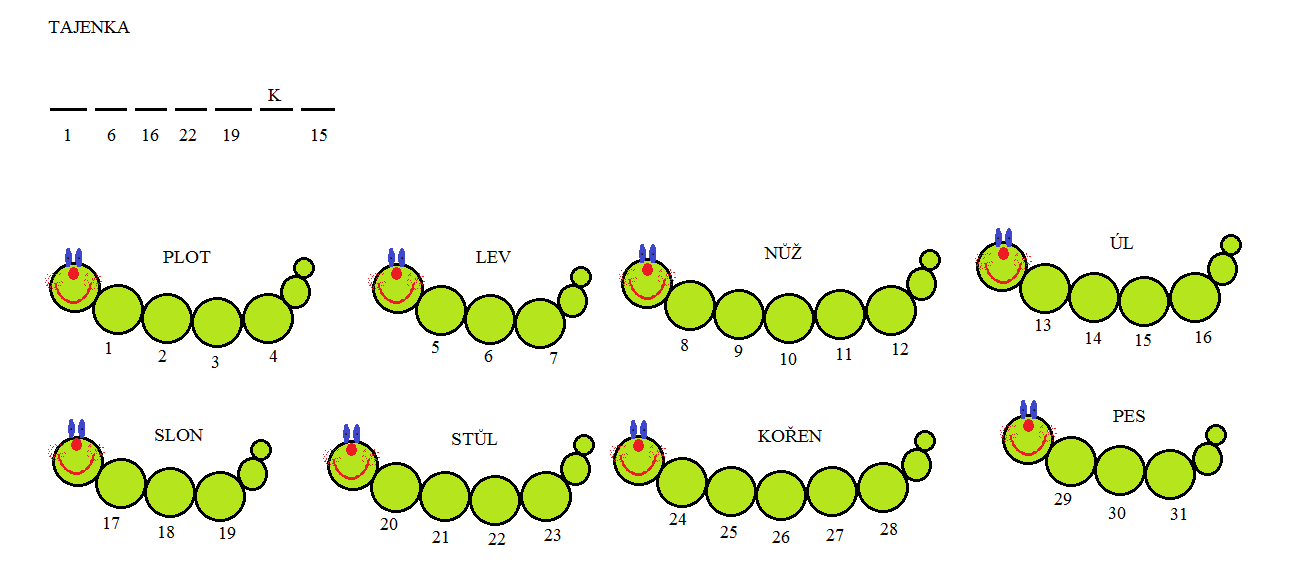 TAJENKA
K
1 6 16 22 19 15
PLOT LEV NŮŽ ÚL
1 2 3 4 5 6 7 8 9 10 11 12 13 14 15 16
SLON STŮL KOŘEN PES
17 18 19 20 21 22 23 24 25 26 27 28 29 30 31